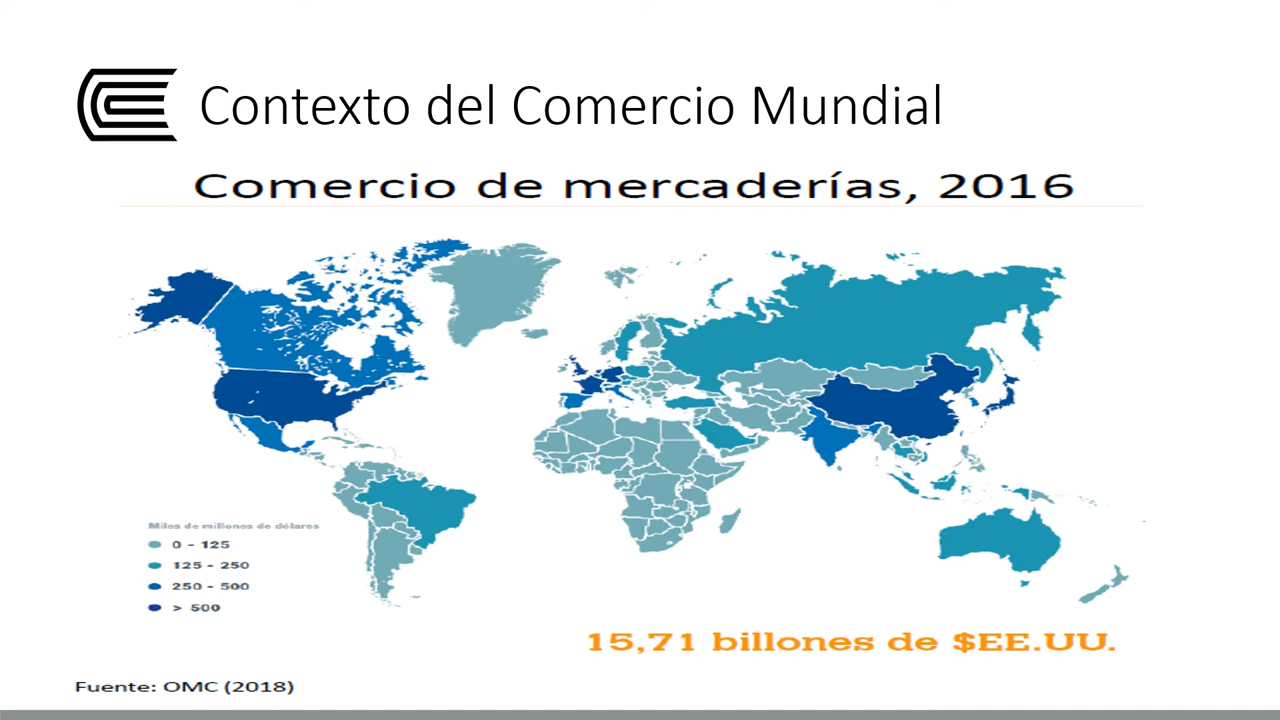 Contexto del Comercio Mundial
Comercio de mercaderías, 2016
Miles de millones de dólares
0 - 125
125 - 250
250 - 500
> 500
15,71 billones de $EE.UU.
Fuente: OMC (2018)